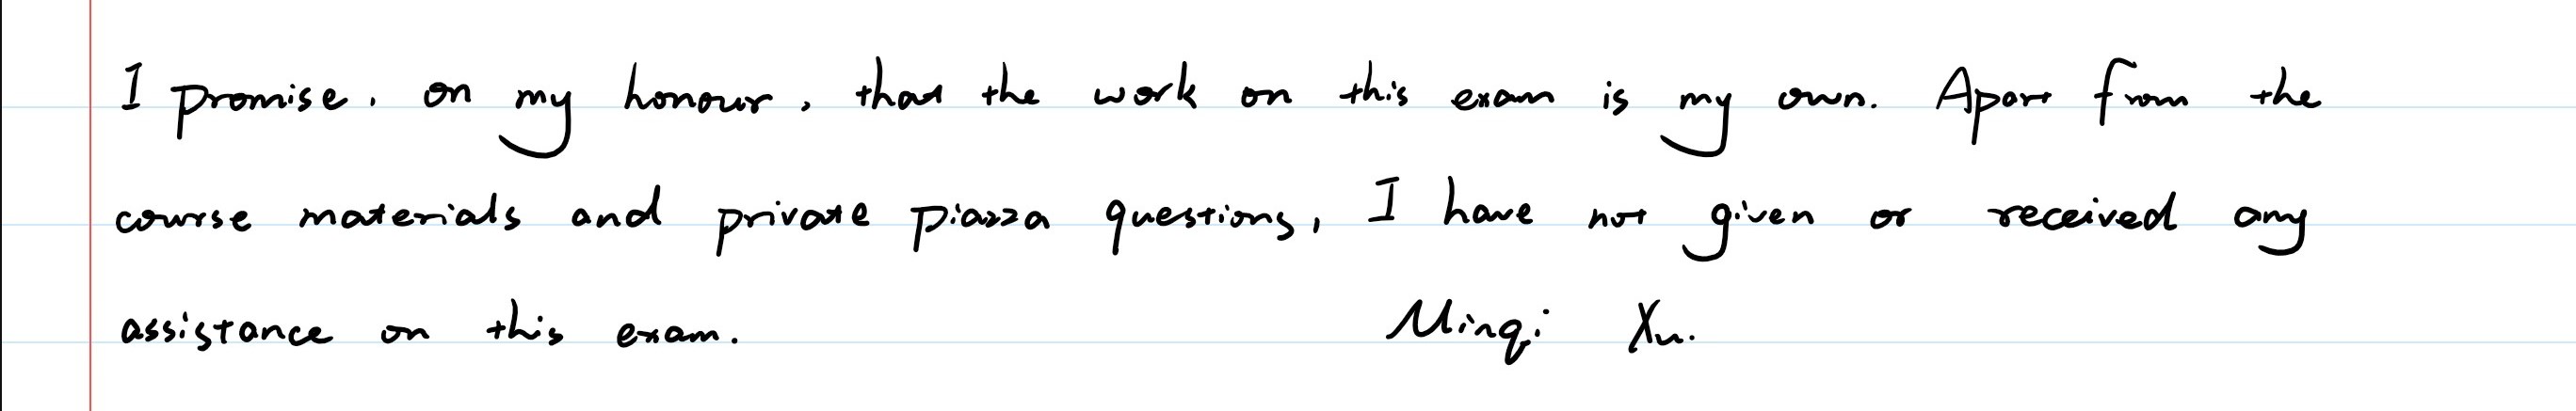 I promise, on my honour, that the work on this exam is my own. Apart from the
course materials and private piazza questions, I have not given or received any
assistance on this exam. Minqi Xu.